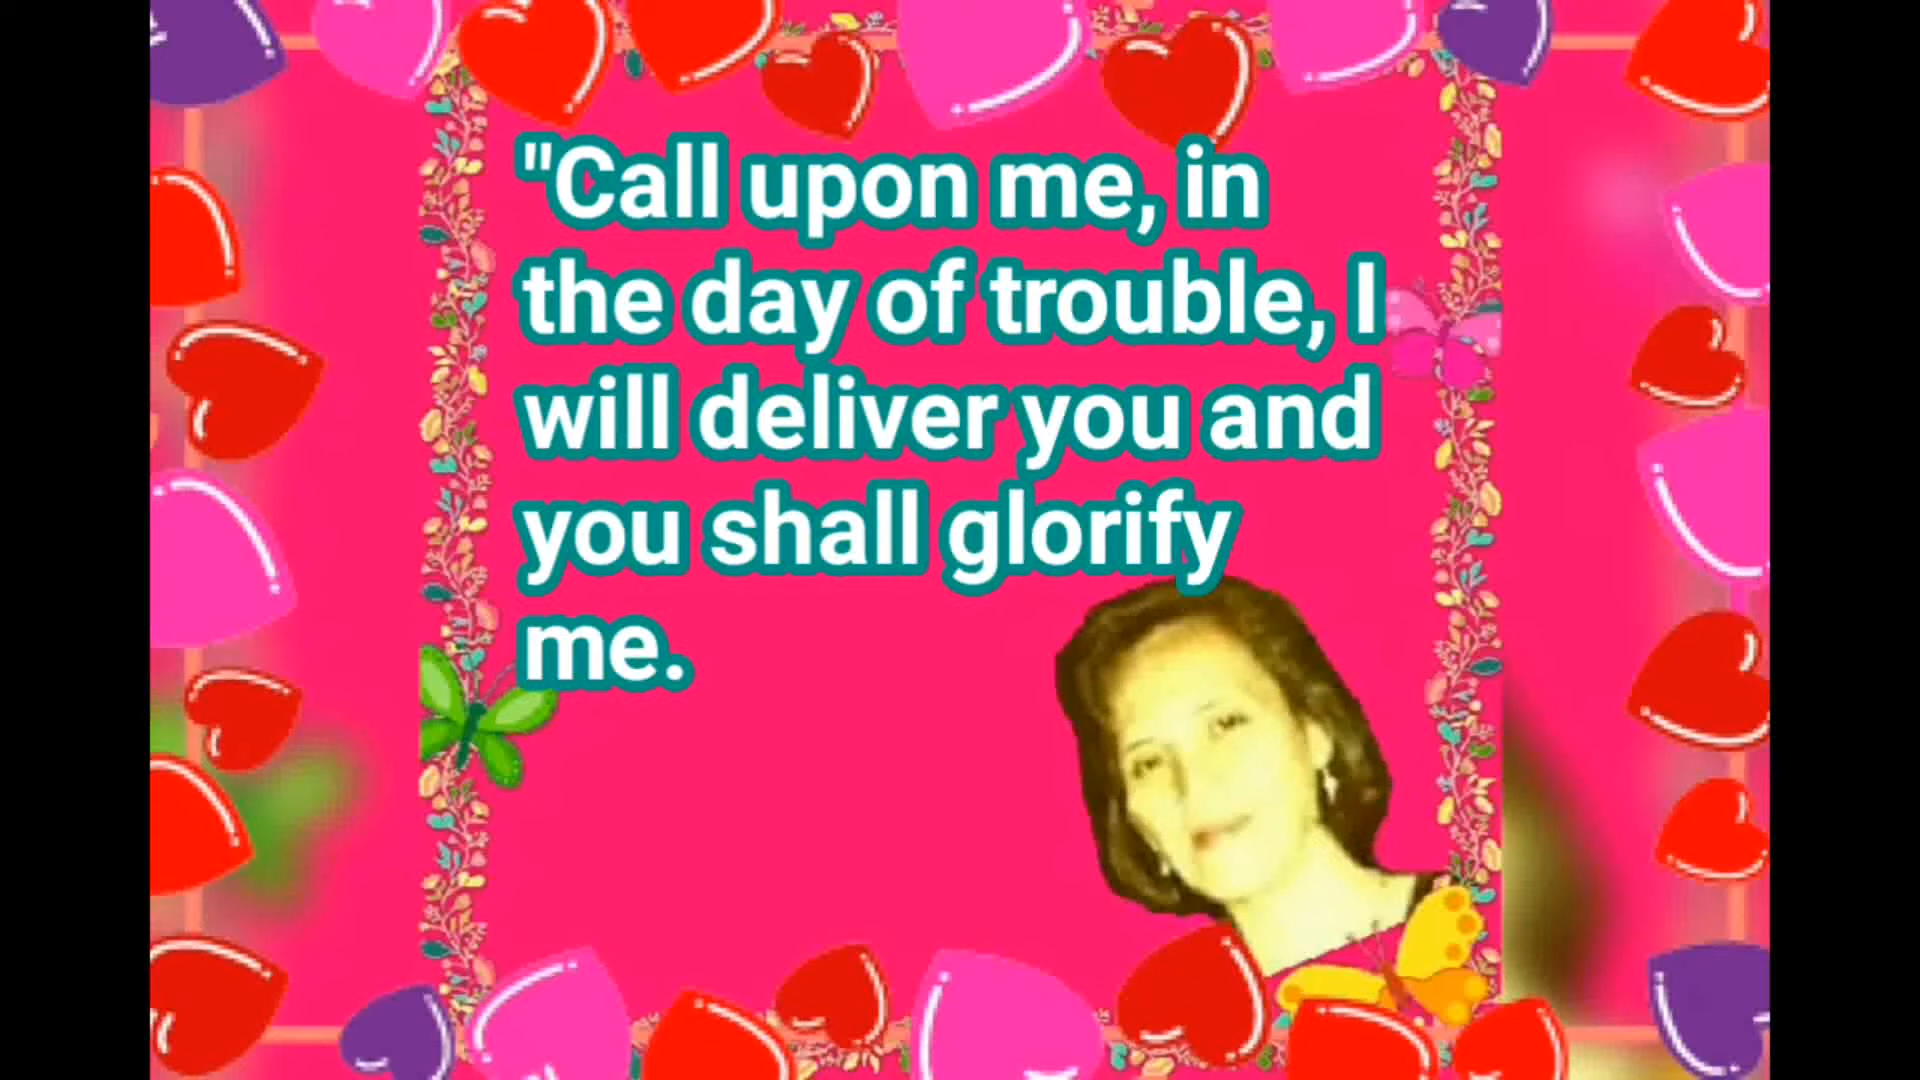 "Call upon me, in
the day of trouble, I
will deliver you and
you shall glorify
me.